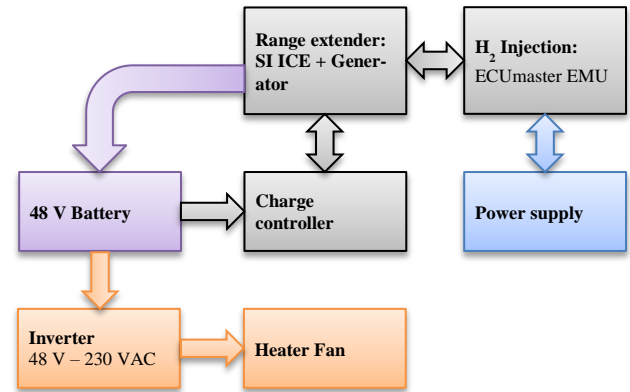 Range extender:
SI ICE + Gener-
ator
H₂ Injection:
ECUmaster EMU
48 V Battery
Charge
controller
Power supply
Inverter
48 V – 230 VAC
Heater Fan